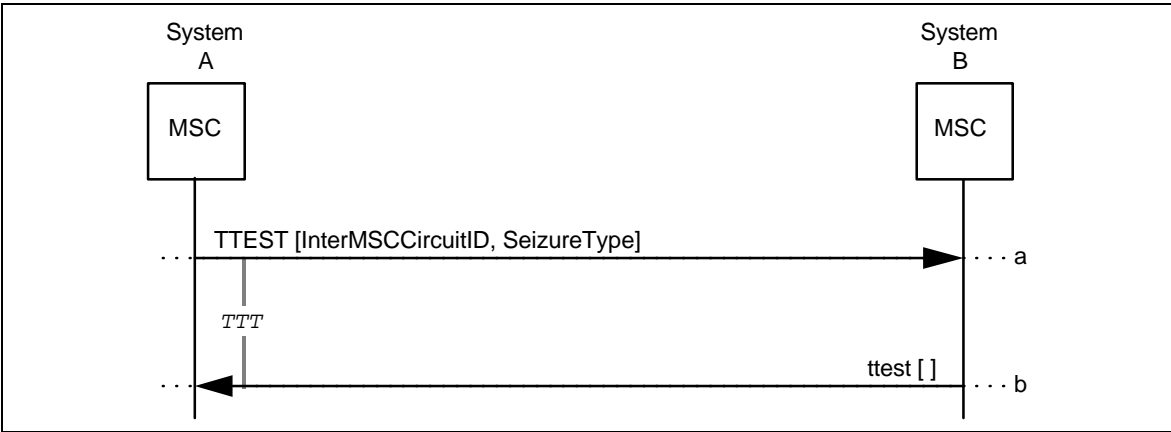 System
A
System
B
MSC
MSC
TTEST [InterMSCCircuitID, SeizureType]
a
TTT
ttest [ ]
b